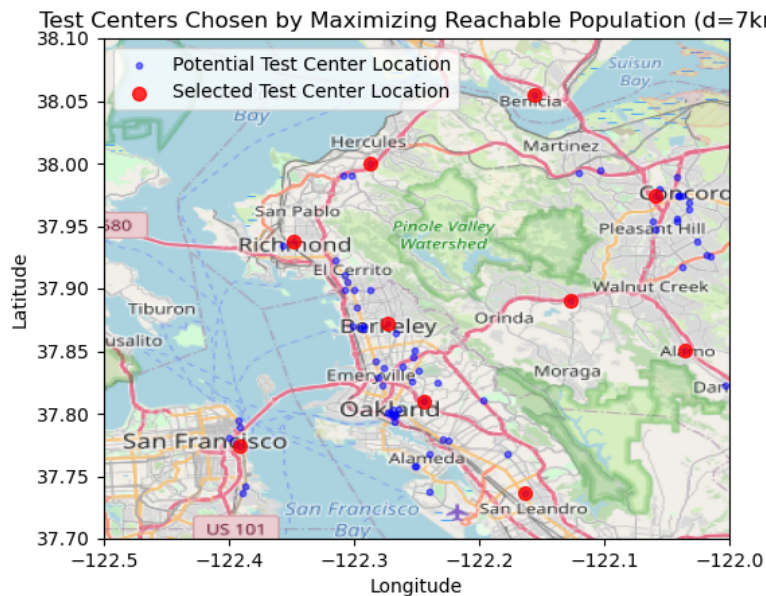 Test Centers Chosen by Maximizing Reachable Population (d=7k
38.10
38.05
38.00
37.95
37.90
37.85
37.80
37.75
37.70
Latitude
Potential Test Center Location
Selected Test Center Location
Suisun
Bay
Bay
Benicia
Hercules
Martinez
Concord
San Pablo
580
Richmond
Pinole Valley
Watershed
Pleasant Hill
El Cerrito
Walnut Creek
Tiburon
Orinda
Berkeley
usalito
Alamo
Moraga
Emeryville
Dan
Oakland
San Francisco
Alameda
San Francisco
Bay
San Leandro
US 101
−122.5
−122.4
−122.3
−122.2
−122.1
−122.0
Longitude